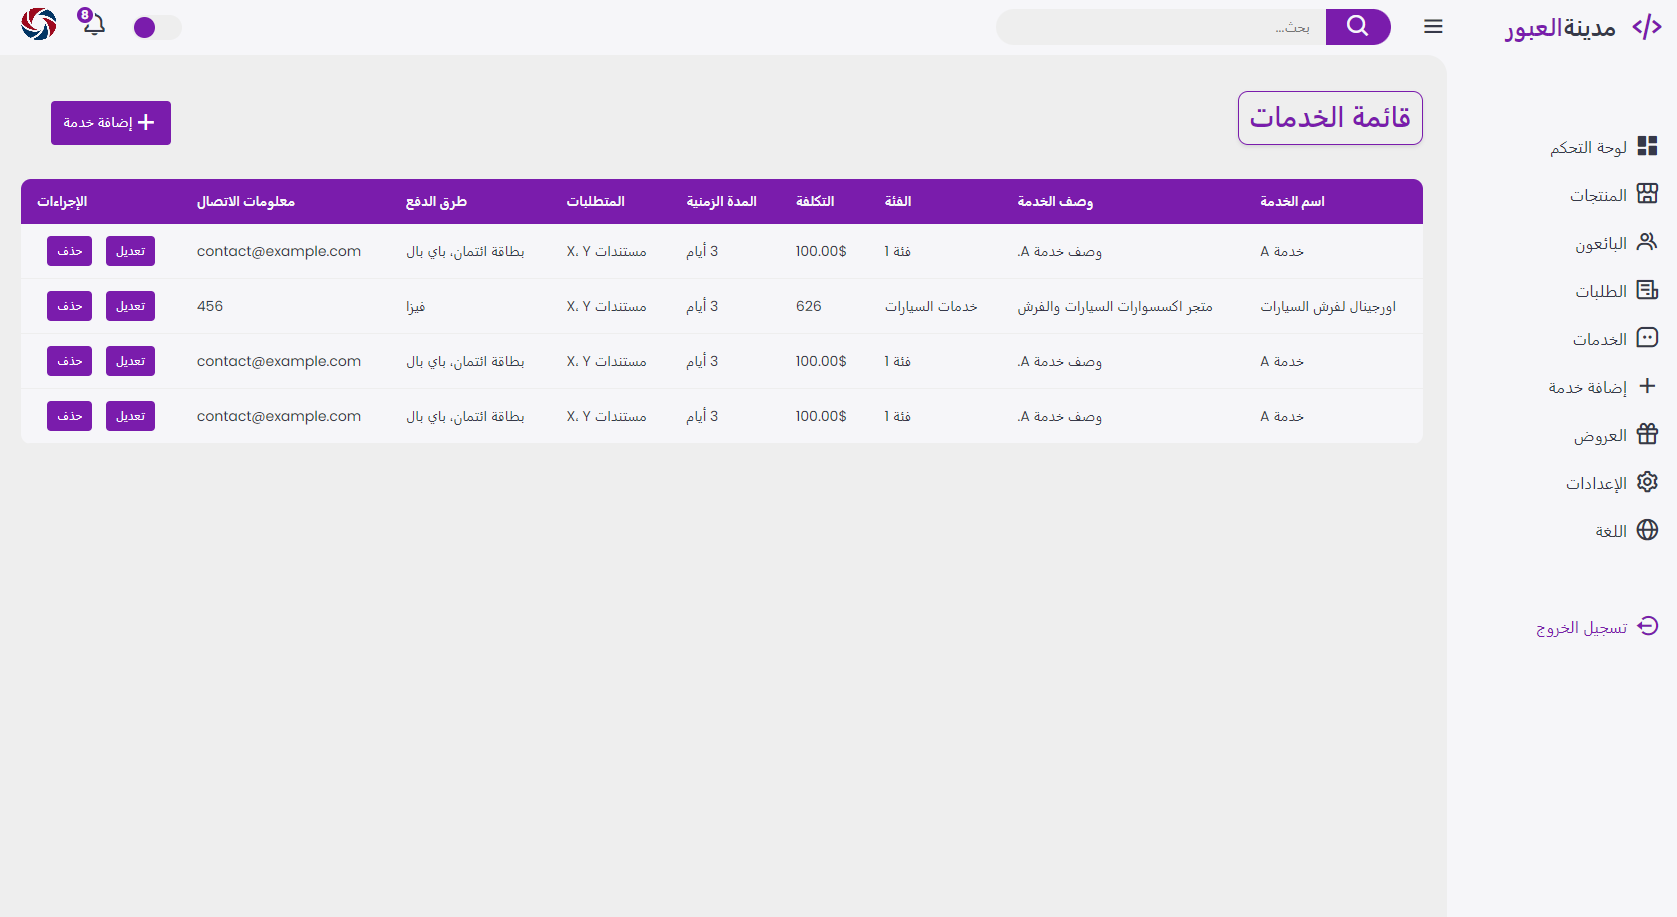 مدينةالعبور
بحث...
8
لوحة التحكم
المنتجات
البائعون
الطلبات
الخدمات
إضافة خدمة
العروض
الإعدادات
اللغة
تسجيل الخروج
قائمة الخدمات
إضافة خدمة
اسم الخدمة وصف الخدمة الفئة التكلفة المدة الزمنية المتطلبات طرق الدفع معلومات الاتصال الإجراءات
خدمة A وصف خدمة A. فئة 1 100.00$ 3 أيام مستندات X، Y بطاقة ائتمان، باي بال contact@example.com تعديل حذف
اورجينال لفرش السيارات متجر اكسسوارات السيارات والفرش خدمات السيارات 626 3 أيام مستندات X، Y فيزا 456 تعديل حذف
خدمة A وصف خدمة A. فئة 1 100.00$ 3 أيام مستندات X، Y بطاقة ائتمان، باي بال contact@example.com تعديل حذف
خدمة A وصف خدمة A. فئة 1 100.00$ 3 أيام مستندات X، Y بطاقة ائتمان، باي بال contact@example.com تعديل حذف